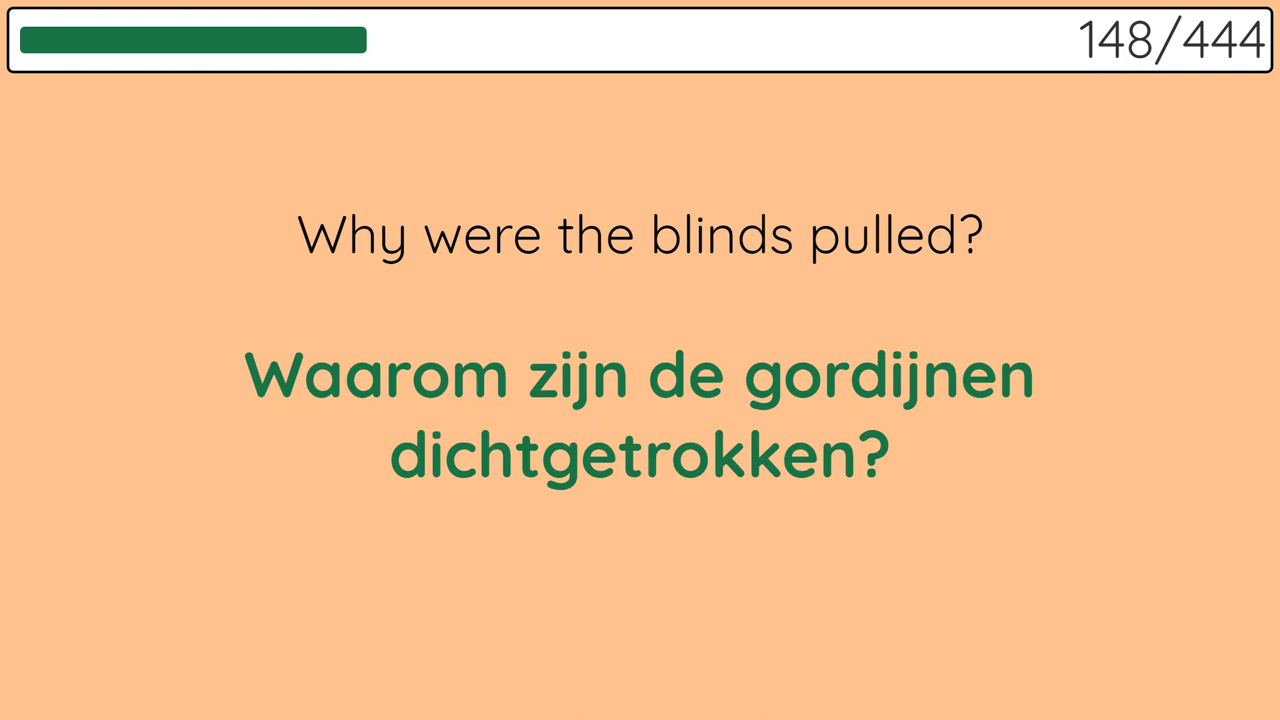 148/444
Why were the blinds pulled?
Waarom zijn de gordijnen
dichtgetrokken?